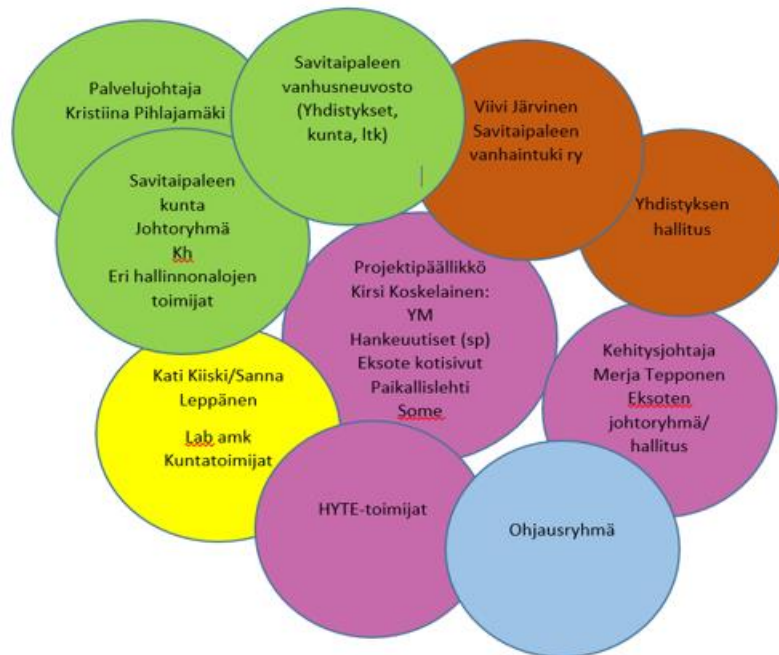 Palvelujohtaja
Kristiina Pihlajamäki
Savitaipaleen
vanhusneuvosto
(Yhdistykset,
kunta, ltk)
Viivi Järvinen
Savitaipaleen
vanhaintuki ry
Yhdistyksen
hallitus
Savitaipaleen
kunta
Johtoryhmä
Kh
Eri hallinnonalojen
toimijat
Projektipäällikkö
Kirsi Koskelainen:
YM
Hankeuutiset (sp)
Eksote kotisivut
Paikallislehti
Some
Kehitysjohtaja
Merja Tepponen
Eksoten
johtoryhmä/
hallitus
Kati Kiiski/Sanna
Leppänen
Lab amk
Kuntatoimijat
HYTE-toimijat
Ohjausryhmä